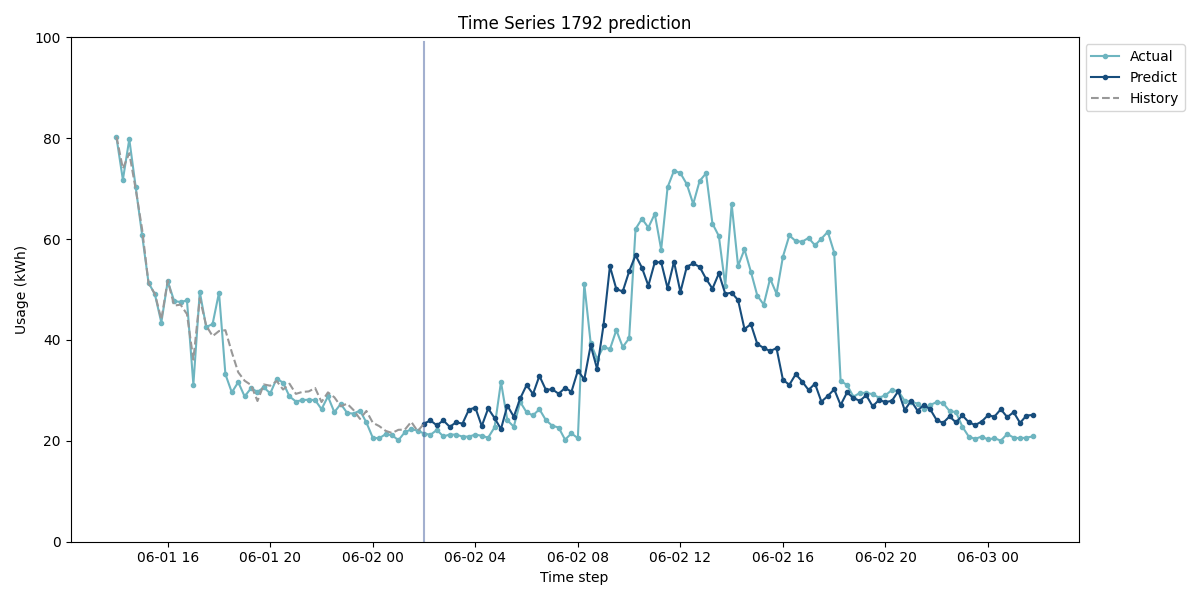 Time Series 1792 prediction
100
80
60
40
20
0
Usage (kWh)
06-01 16
06-01 20
06-02 00
06-02 04
06-02 08
06-02 12
06-02 16
06-02 20
06-03 00
Time step
Actual
Predict
History